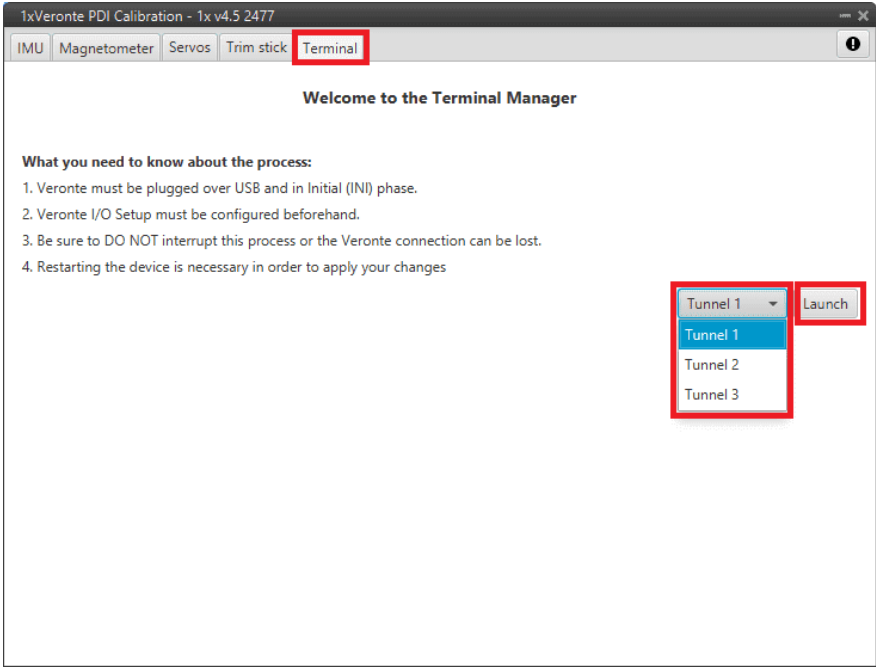 1xVeronte PDI Calibration - 1x v4.5 2477
IMU Magnetometer Servos Trim stick Terminal
Welcome to the Terminal Manager
What you need to know about the process:
1. Veronte must be plugged over USB and in Initial (INI) phase.
2. Veronte I/O Setup must be configured beforehand.
3. Be sure to DO NOT interrupt this process or the Veronte connection can be lost.
4. Restarting the device is necessary in order to apply your changes
Tunnel 1 Launch
Tunnel 1
Tunnel 2
Tunnel 3